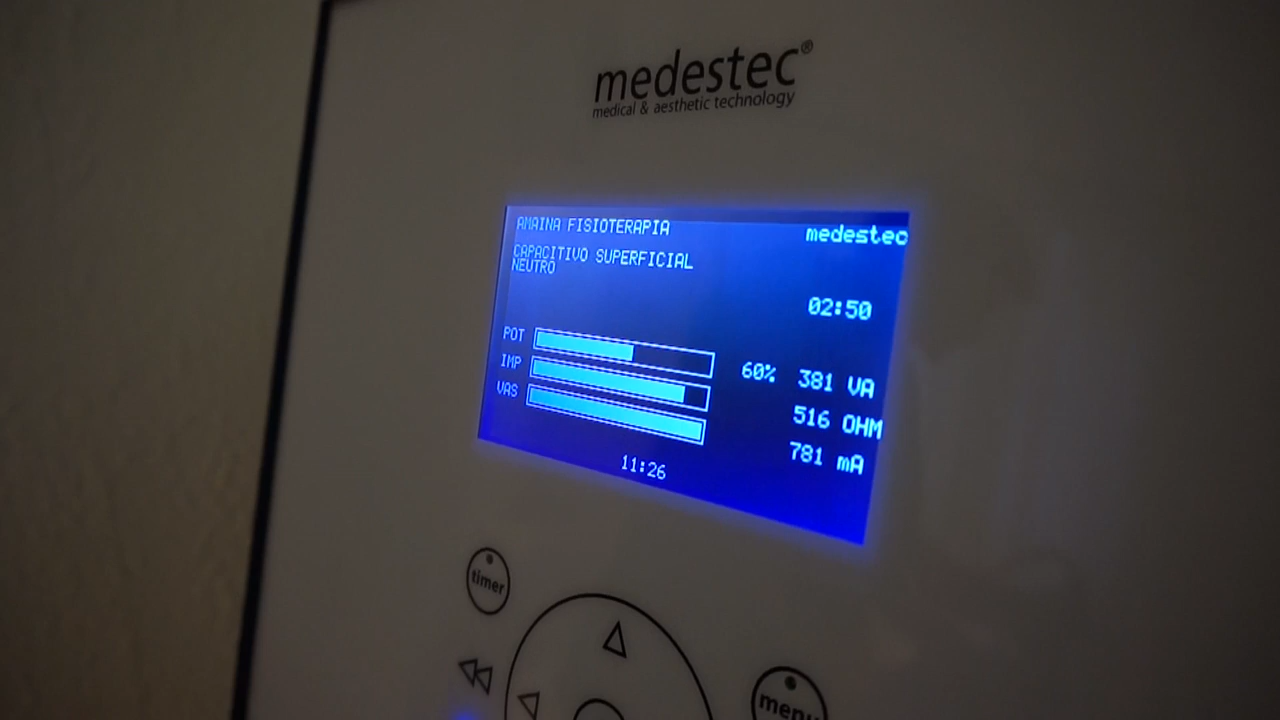 medestec®
medical & aesthetic technology
AMAINA FISIOTERAPIA
medestec
CAPACITIVO SUPERFICIAL
NEUTRO
02:50
POT 60% 381 VA
IMP 516 OHM
VAS 781 mA
11:26
timer
menu